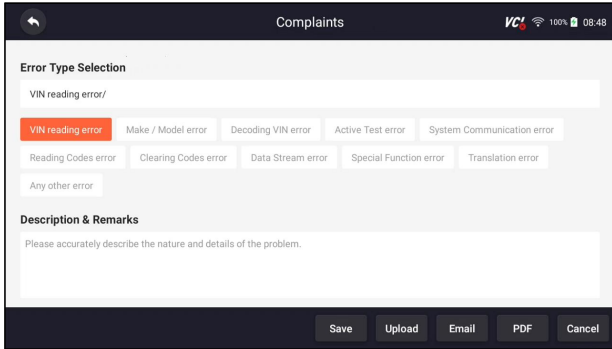 Complaints
VCI 100% 08:48
Error Type Selection
VIN reading error/
VIN reading error Make / Model error Decoding VIN error Active Test error System Communication error
Reading Codes error Clearing Codes error Data Stream error Special Function error Translation error
Any other error
Description & Remarks
Please accurately describe the nature and details of the problem.
Save Upload Email PDF Cancel